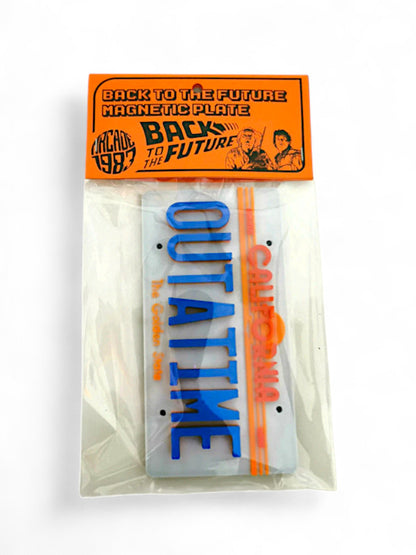 BACK TO THE FUTURE
MAGNETIC PLATE
ARCADE
1983
BACK
TO
THE FUTURE
CALIFORNIA
OUTATIME
The Golden State